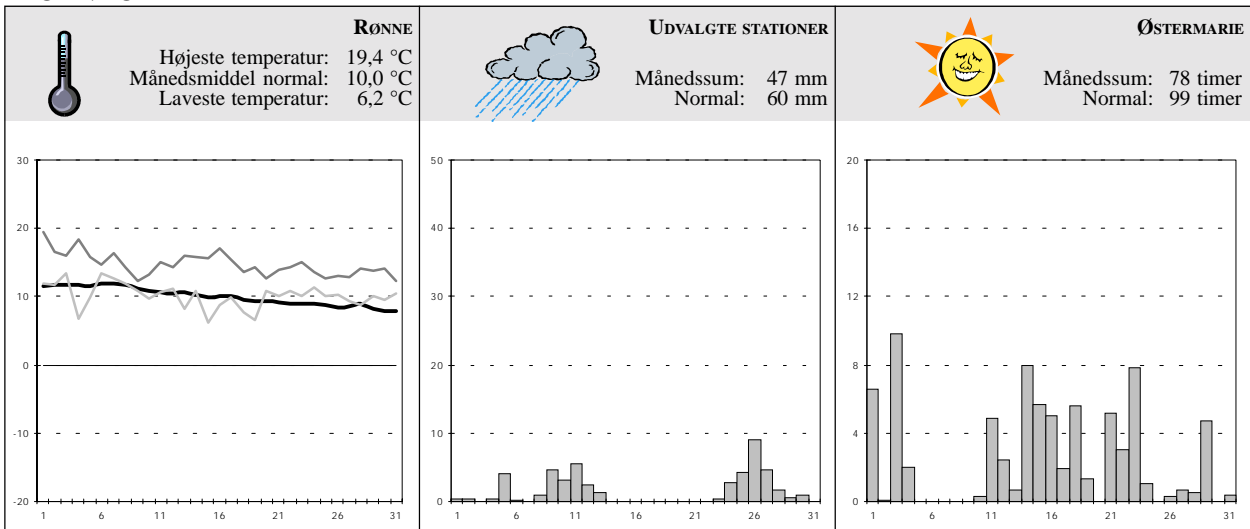 RØNNE
Højeste temperatur: 19,4 °C
Månedsmiddel normal: 10,0 °C
Laveste temperatur: 6,2 °C
30
20
10
0
-10
-20
1 6 11 16 21 26 31
UDVALGTE STATIONER
Månedssum: 47 mm
Normal: 60 mm
50
40
30
20
10
0
1 6 11 16 21 26 31
ØSTERMARIE
Månedssum: 78 timer
Normal: 99 timer
20
16
12
8
4
0
1 6 11 16 21 26 31